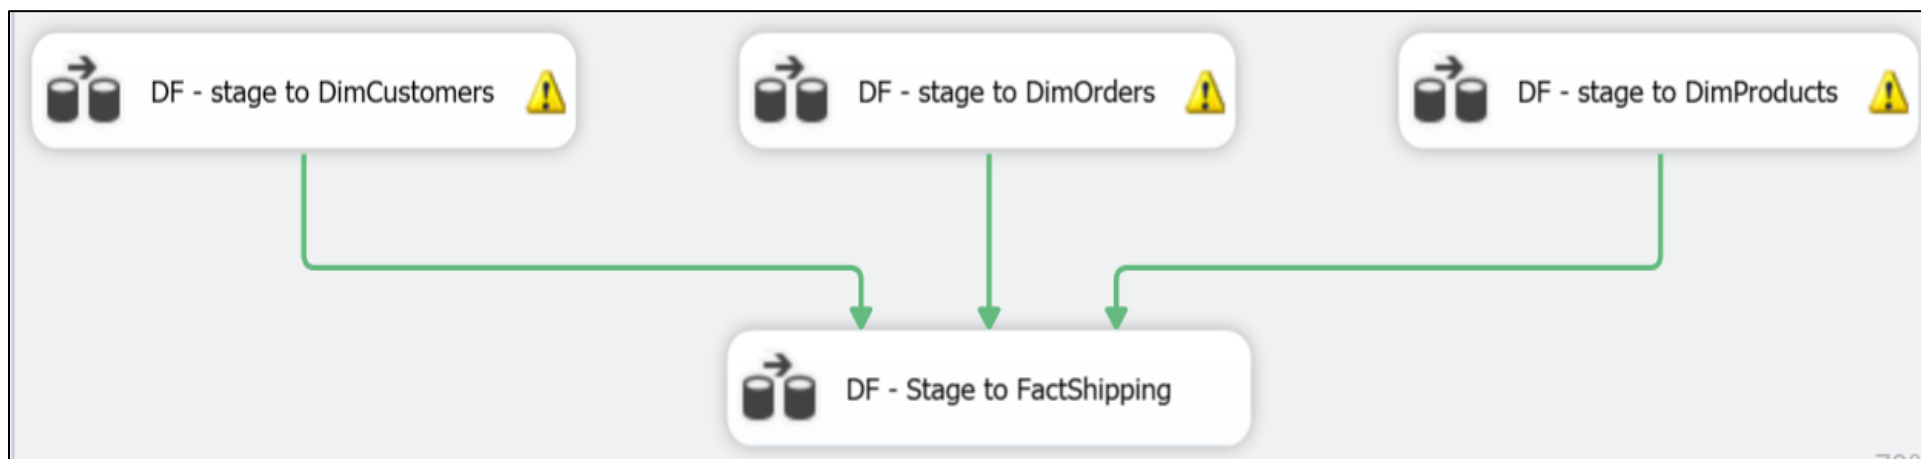 DF - stage to DimCustomers
DF - stage to DimOrders
DF - stage to DimProducts
DF - Stage to FactShipping